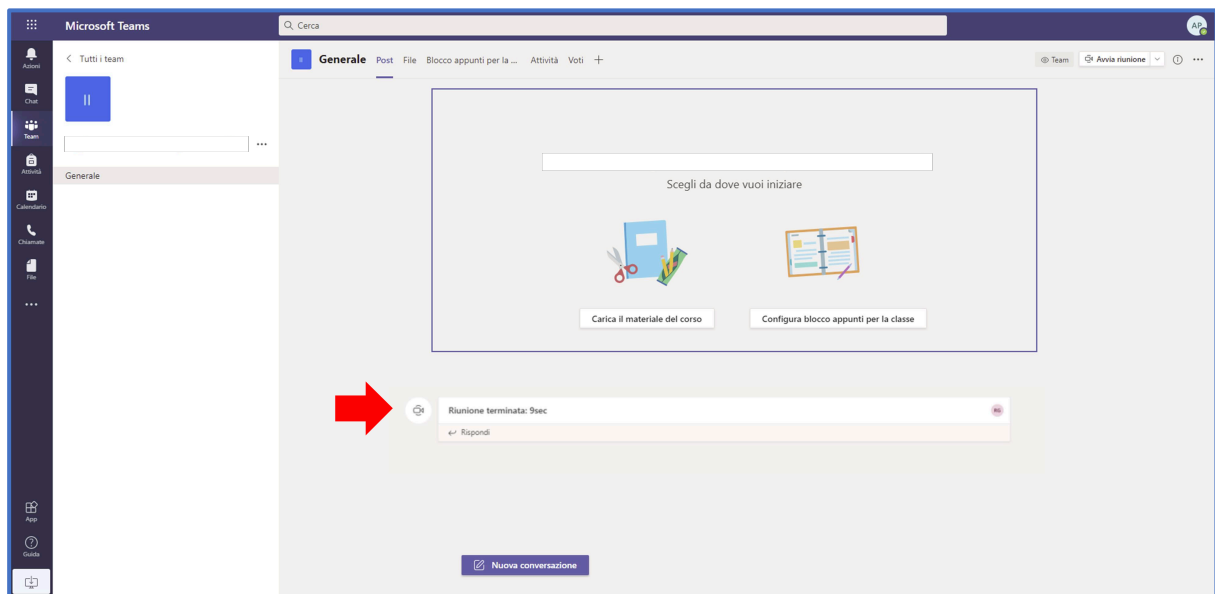 Microsoft Teams
Cerca
AP
Azioni
Chat
Team
Attività
Calendario
Chiamate
File
App
Guida
Tutti i team
II
Generale
II
Generale Post File Blocco appunti per la ... Attività Voti
Team
Avvia riunione
Scegli da dove vuoi iniziare
Carica il materiale del corso
Configura blocco appunti per la classe
Riunione terminata: 9sec
RG
Rispondi
Nuova conversazione